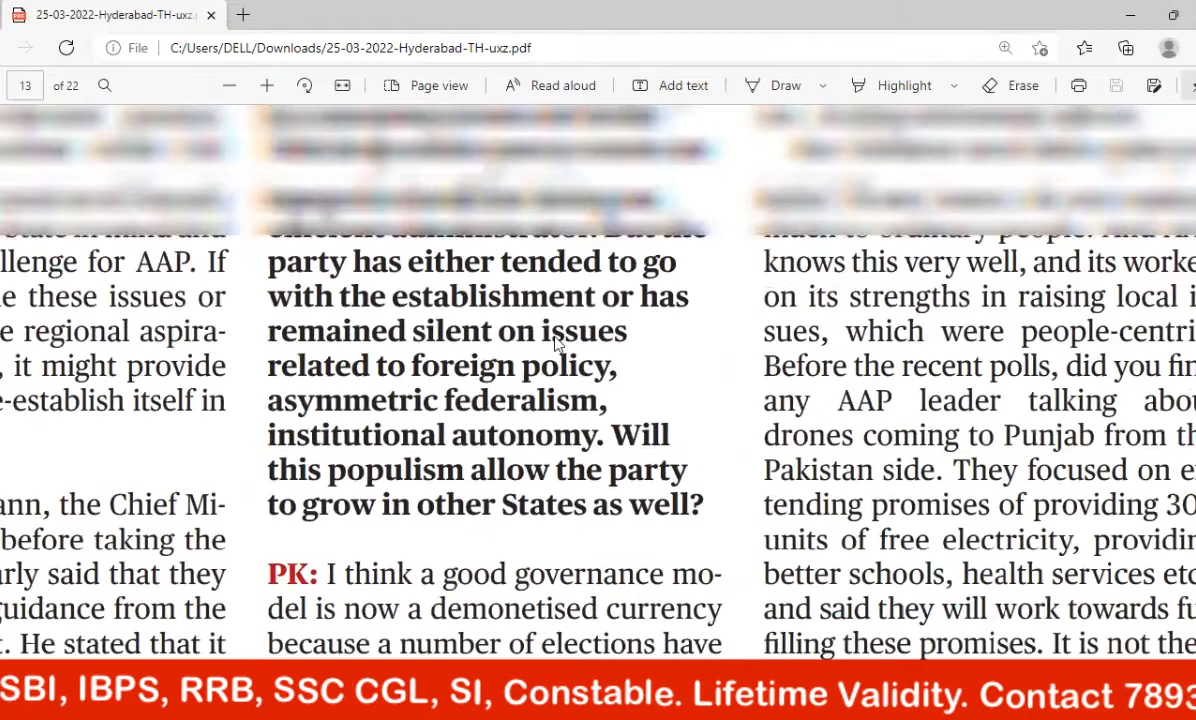 25-03-2022-Hyderabad-TH-uxz.
File C:/Users/DELL/Downloads/25-03-2022-Hyderabad-TH-uxz.pdf
13 of 22 Page view Read aloud Add text Draw Highlight Erase
llenge for AAP. If
e these issues or
e regional aspira-
, it might provide
e-establish itself in
ann, the Chief Mi-
before taking the
arly said that they
guidance from the
t. He stated that it
efficient administrator. But the
party has either tended to go
with the establishment or has
remained silent on issues
related to foreign policy,
asymmetric federalism,
institutional autonomy. Will
this populism allow the party
to grow in other States as well?
PK: I think a good governance mo-
del is now a demonetised currency
because a number of elections have
much to ordinary people.
knows this very well, and its worke
on its strengths in raising local i
sues, which were people-centri
Before the recent polls, did you fin
any AAP leader talking abou
drones coming to Punjab from th
Pakistan side. They focused on e
tending promises of providing 30
units of free electricity, providin
better schools, health services etc
and said they will work towards fu
filling these promises. It is not the
SBI, IBPS, RRB, SSC CGL, SI, Constable. Lifetime Validity. Contact 7893